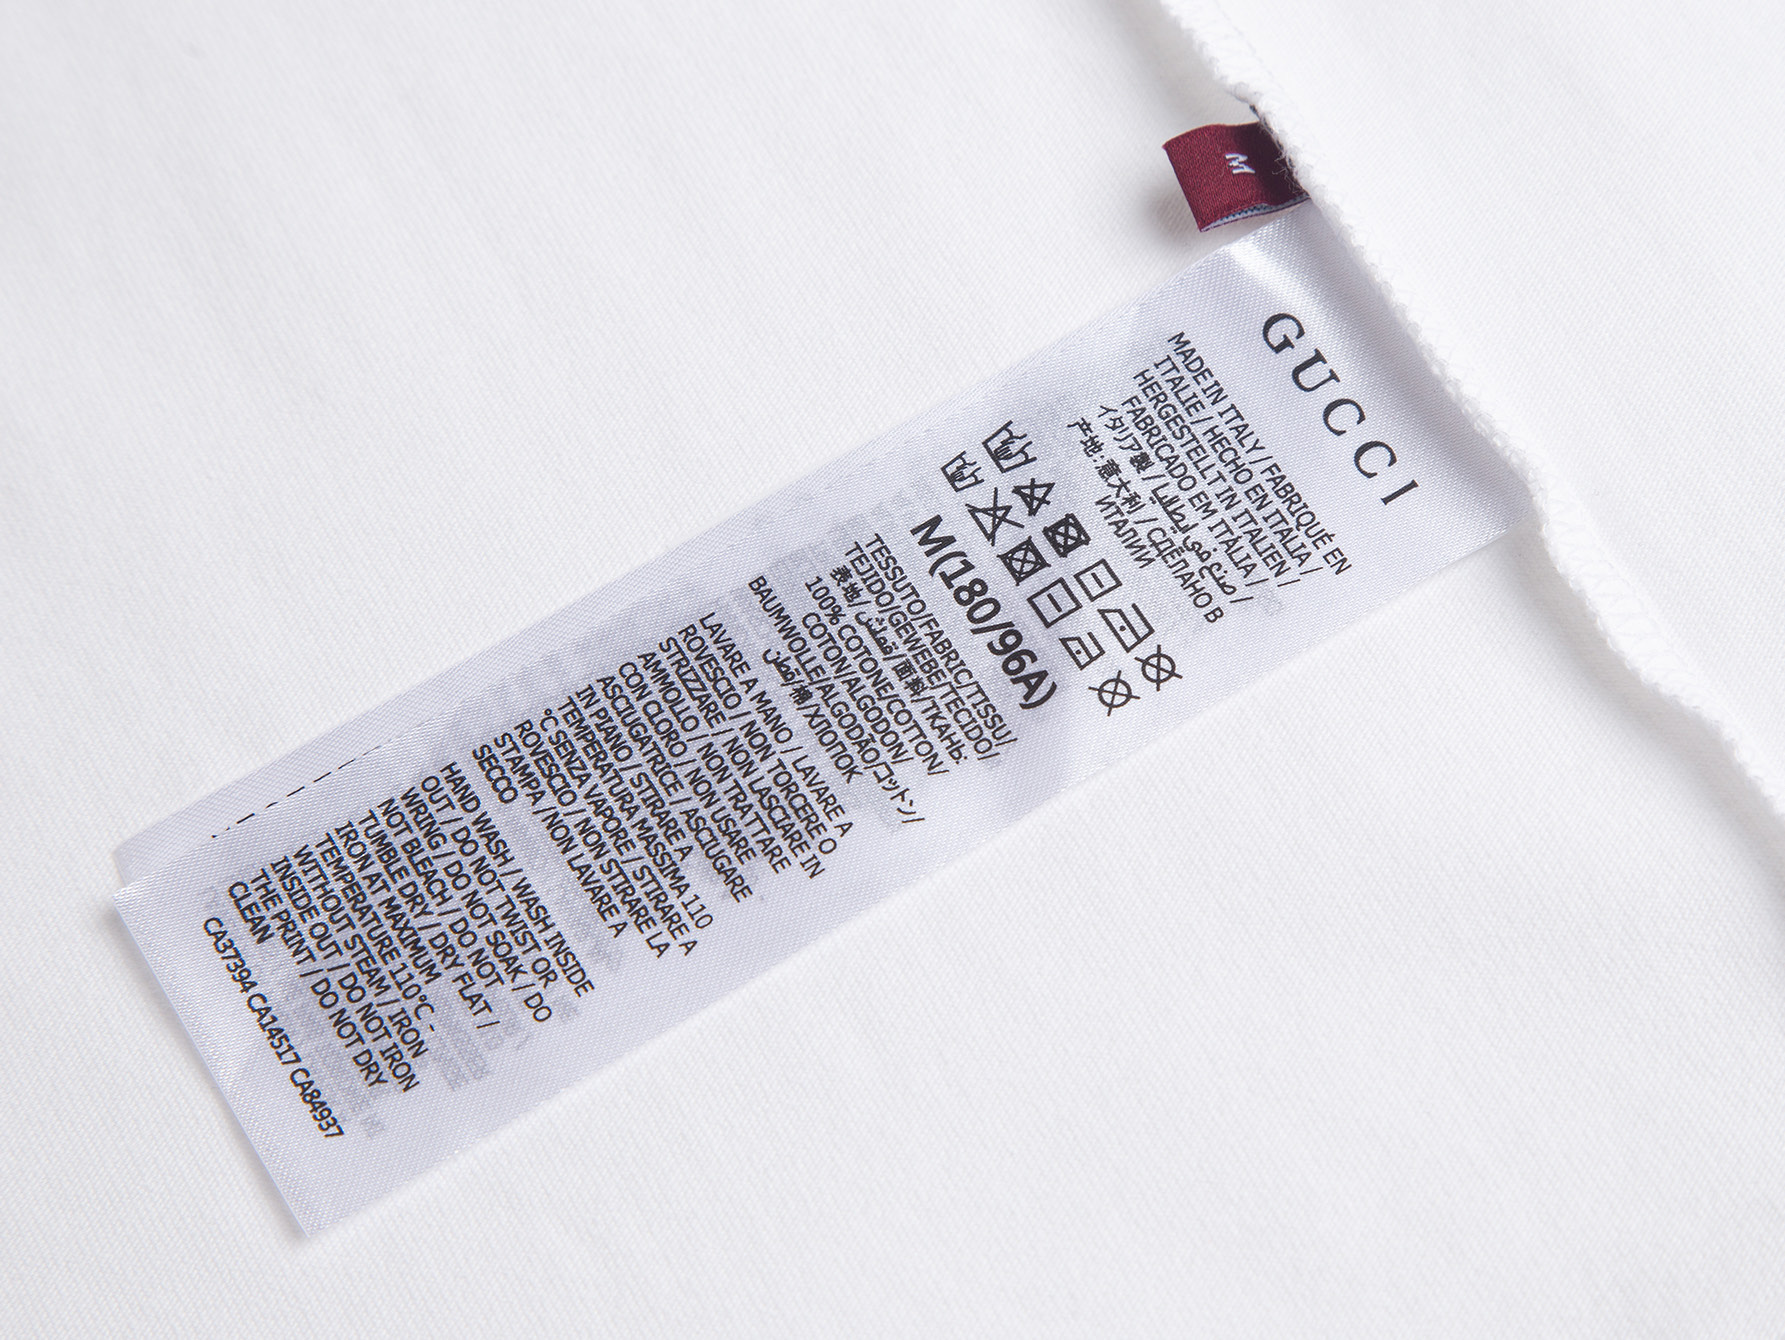 M
GUCCI
MADE IN ITALY / FABRIQUÉ EN
ITALIE / HECHO EN ITALIA /
HERGESTELLT IN ITALIEN /
FABRICADO EM ITÁLIA /
イタリア製 / صنع في إيطاليا /
产地：意大利 / СДЕЛАНО В
ИТАЛИИ
M(180/96A)
TESSUTO/FABRIC/TISSU/
TEJIDO/GEWEBE/TECIDO/
表地/قمتش/面料/ТКАНЬ:
100% COTONE/COTTON/
COTON/ALGODON/
BAUMWOLLE/ALGODÃO/コットン/
قطن/棉/ХЛОПОК
LAVARE A MANO / LAVARE A
ROVESCIO / NON TORCERE O
STRIZZARE / NON LASCIARE IN
AMMOLLO / NON TRATTARE
CON CLORO / NON USARE
ASCIUGATRICE / ASCIUGARE
IN PIANO / STIRARE A
TEMPERATURA MASSIMA 110
°C SENZA VAPORE / STIRARE A
ROVESCIO / NON STIRARE LA
STAMPA / NON LAVARE A
SECCO
HAND WASH / WASH INSIDE
OUT / DO NOT TWIST OR
WRING / DO NOT SOAK / DO
NOT BLEACH / DO NOT
TUMBLE DRY / DRY FLAT /
IRON AT MAXIMUM
TEMPERATURE 110°C -
WITHOUT STEAM / IRON
INSIDE OUT / DO NOT IRON
THE PRINT / DO NOT DRY
CLEAN
CA37394 CA14517 CA84937